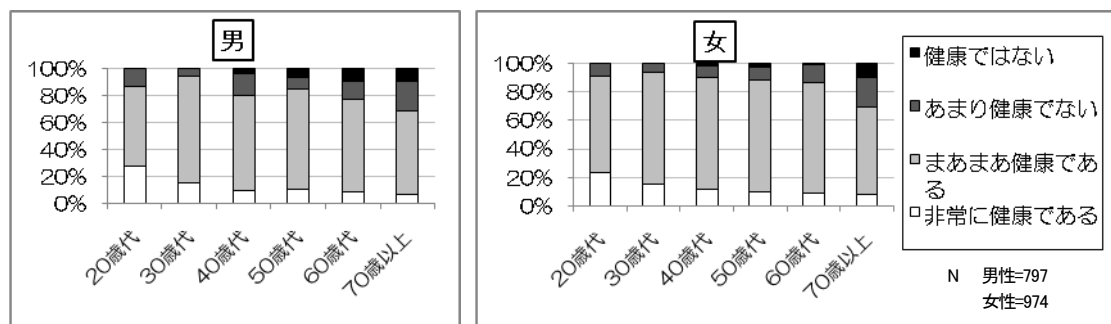 男
100%
80%
60%
40%
20%
0%
20歳代
30歳代
40歳代
50歳代
60歳代
70歳以上
女
100%
80%
60%
40%
20%
0%
20歳代
30歳代
40歳代
50歳代
60歳代
70歳以上
健康ではない
あまり健康でない
まあまあ健康であ
る
非常に健康である
N 男性=797
女性=974